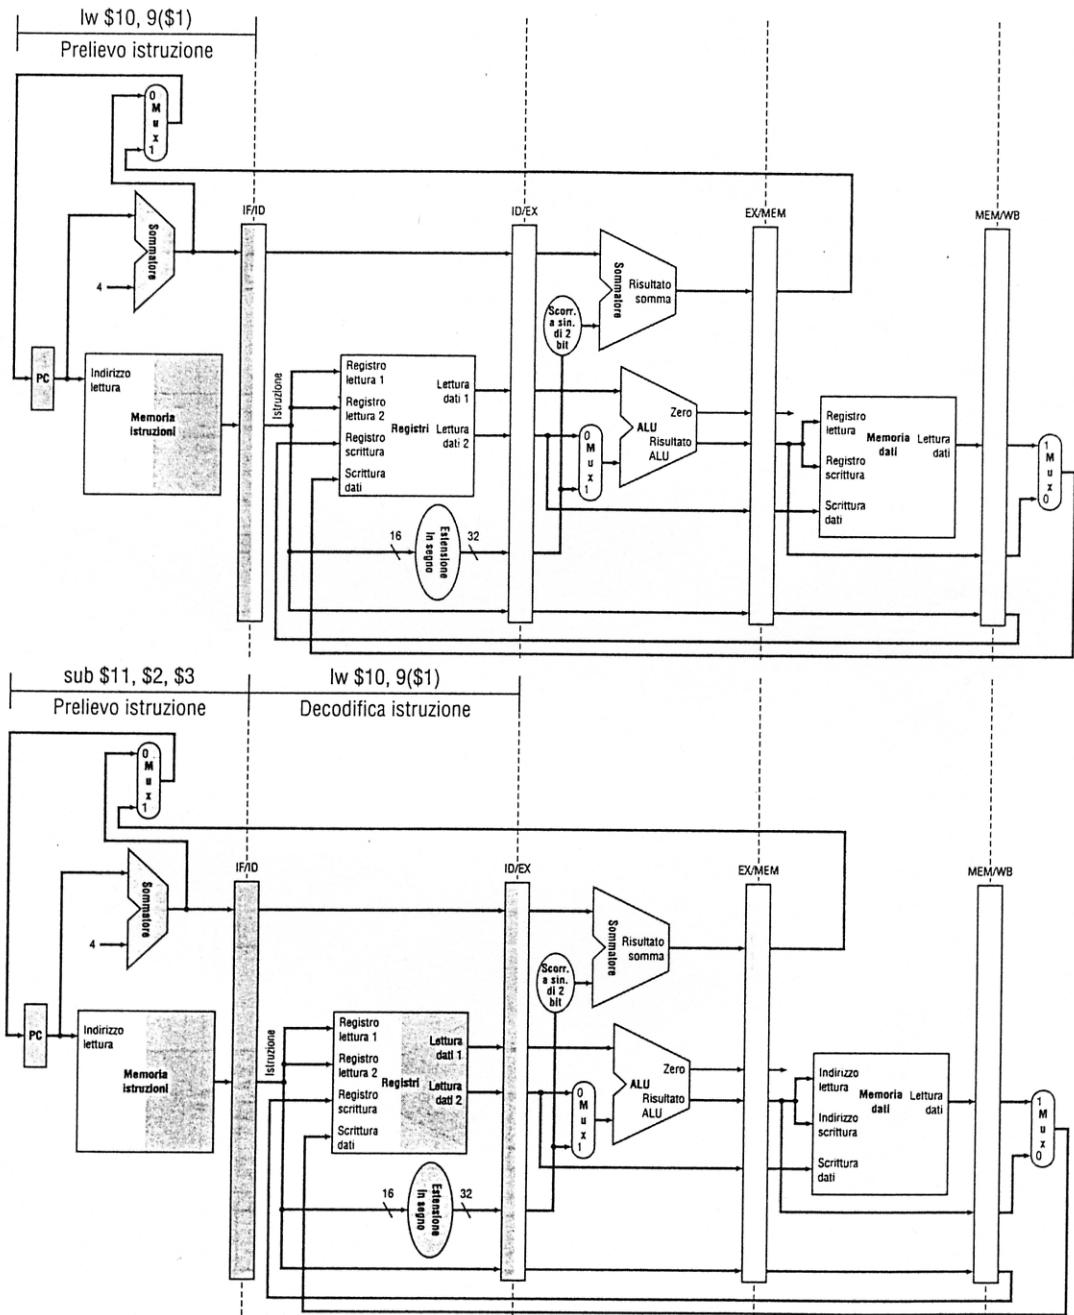 lw $10, 9($1)
Prelievo istruzione
0
M
u
x
1
IF/ID
ID/EX
EX/MEM
MEM/WB
Sommatore
4
Sommatore
Risultato
somma
Scorr.
a sin.
di 2
bit
PC
Indirizzo
lettura
Memoria
istruzioni
Istruzione
Registro
lettura 1
Registro
lettura 2
Registro
scrittura
Scrittura
dati
Registri
Lettura
dati 1
Lettura
dati 2
0
M
u
x
1
ALU
Zero
Risultato
ALU
Registro
lettura
Registro
scrittura
Scrittura
dati
Memoria
dati
Lettura
dati
1
M
u
x
0
16
Estensione
in segno
32
sub $11, $2, $3
Prelievo istruzione
lw $10, 9($1)
Decodifica istruzione
0
M
u
x
1
IF/ID
ID/EX
EX/MEM
MEM/WB
Sommatore
4
Sommatore
Risultato
somma
Scorr.
a sin.
di 2
bit
PC
Indirizzo
lettura
Memoria
istruzioni
Istruzione
Registro
lettura 1
Registro
lettura 2
Registro
scrittura
Scrittura
dati
Registri
Lettura
dati 1
Lettura
dati 2
0
M
u
x
1
ALU
Zero
Risultato
ALU
Indirizzo
lettura
Indirizzo
scrittura
Scrittura
dati
Memoria
dati
Lettura
dati
1
M
u
x
0
16
Estensione
in segno
32